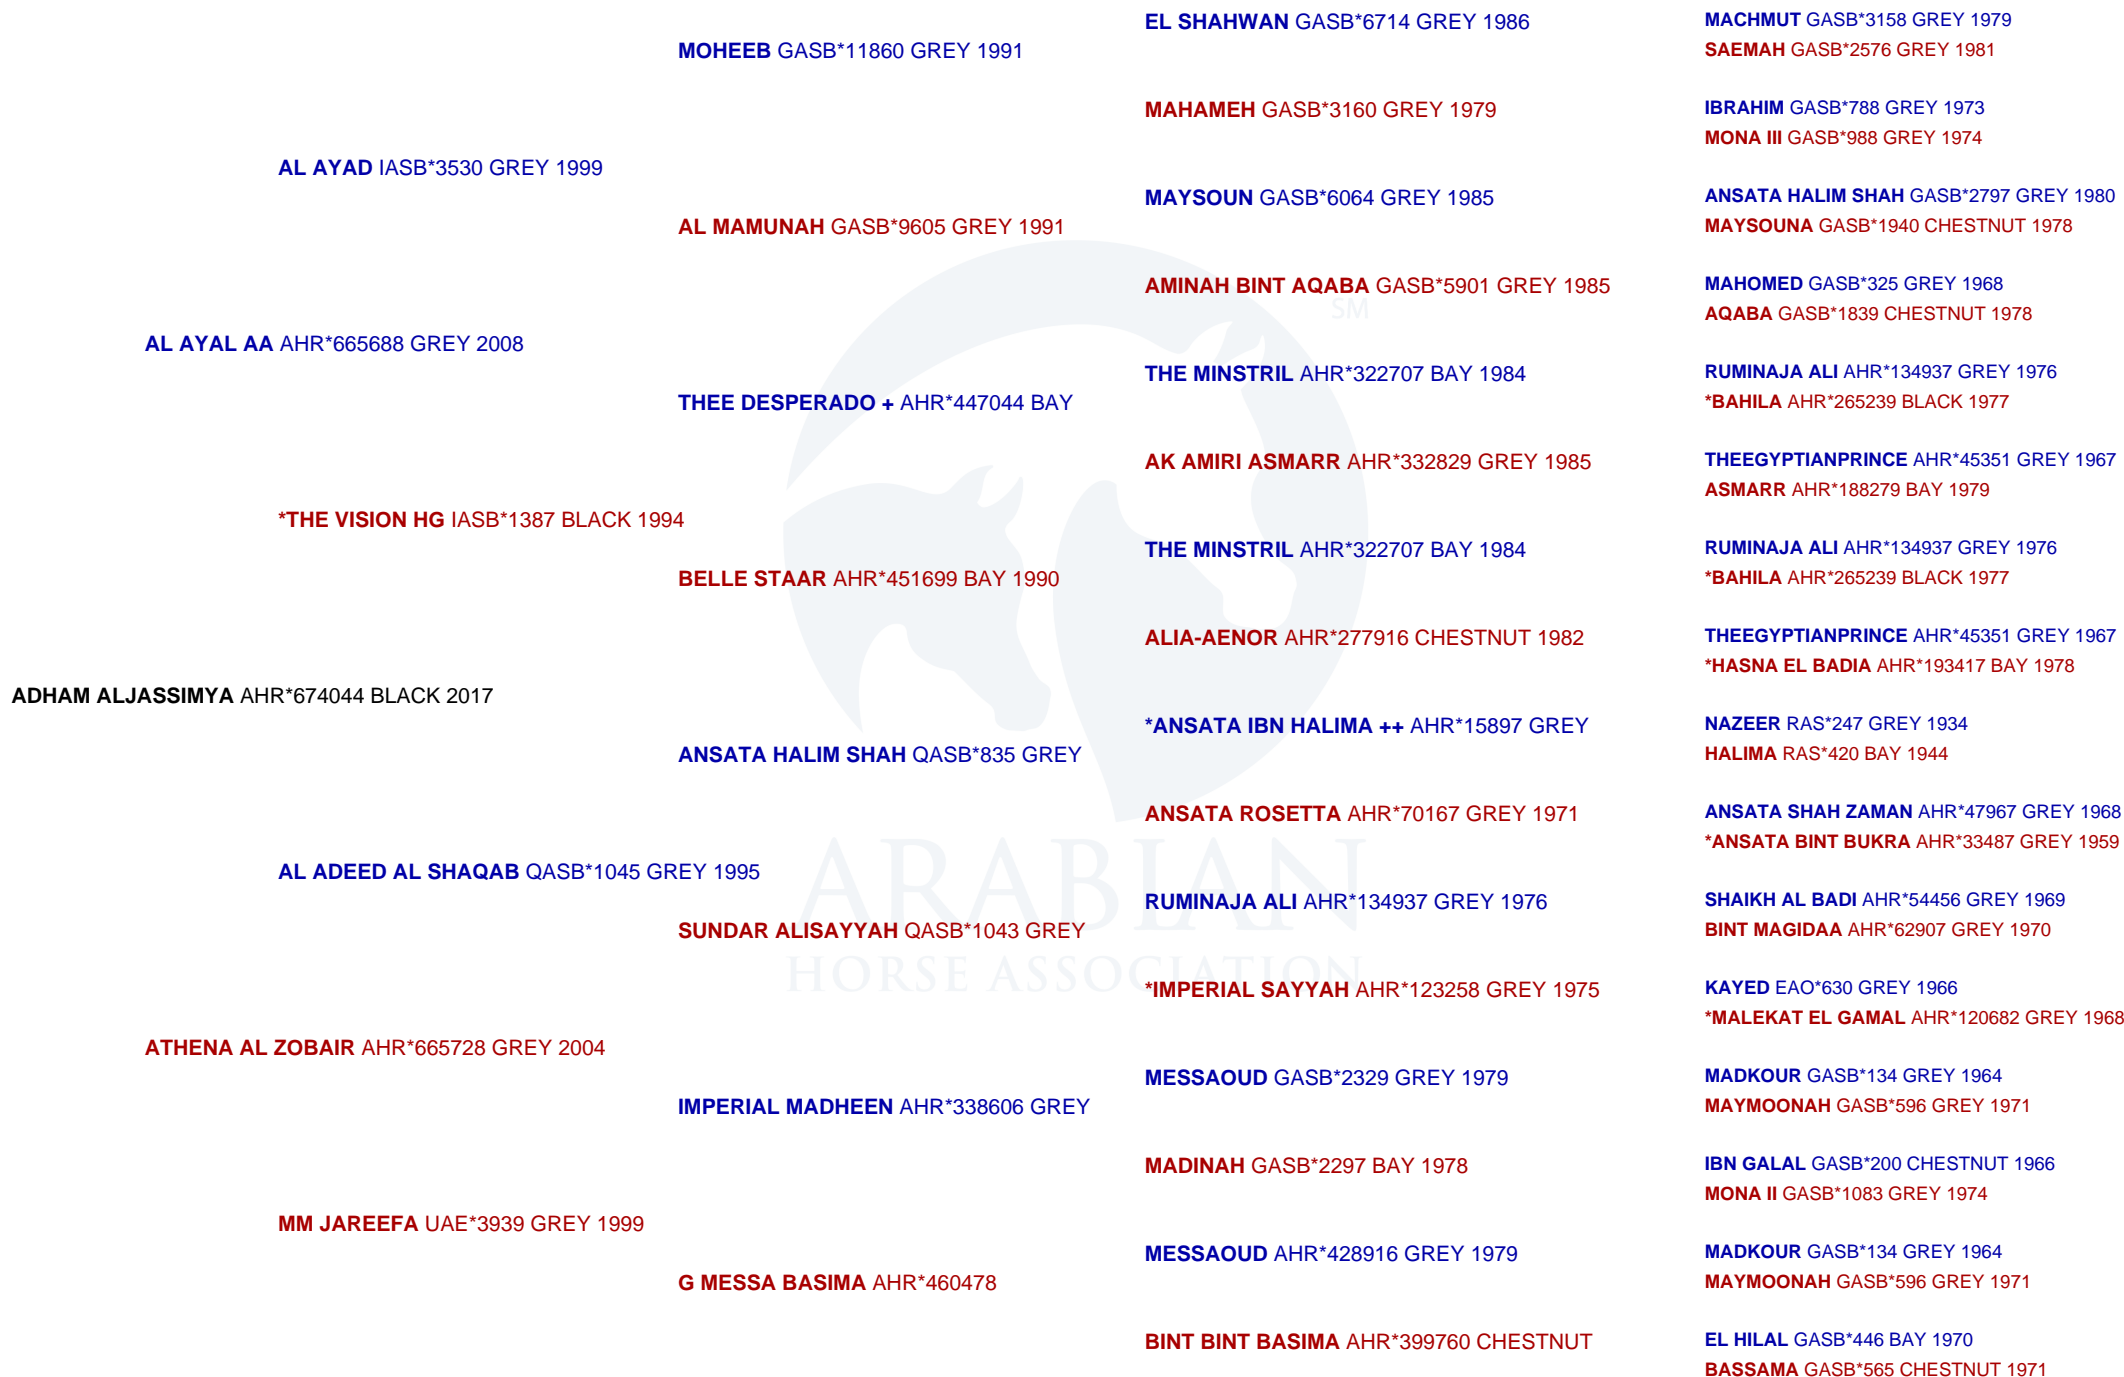 EL SHAHWAN GASB*6714 GREY 1986
MACHMUT GASB*3158 GREY 1979
MOHEEB GASB*11860 GREY 1991
SAEMAH GASB*2576 GREY 1981
MAHAMEH GASB*3160 GREY 1979
IBRAHIM GASB*788 GREY 1973
MONA III GASB*988 GREY 1974
AL AYAD IASB*3530 GREY 1999
MAYSOUN GASB*6064 GREY 1985
ANSATA HALIM SHAH GASB*2797 GREY 1980
AL MAMUNAH GASB*9605 GREY 1991
MAYSOUNA GASB*1940 CHESTNUT 1978
AMINAH BINT AQABA GASB*5901 GREY 1985
MAHOMED GASB*325 GREY 1968
SM
AQABA GASB*1839 CHESTNUT 1978
AL AYAL AA AHR*665688 GREY 2008
THE MINSTRIL AHR*322707 BAY 1984
RUMINAJA ALI AHR*134937 GREY 1976
THEE DESPERADO + AHR*447044 BAY
*BAHILA AHR*265239 BLACK 1977
AK AMIRI ASMARR AHR*332829 GREY 1985
THEEGYPTIANPRINCE AHR*45351 GREY 1967
ASMARR AHR*188279 BAY 1979
*THE VISION HG IASB*1387 BLACK 1994
THE MINSTRIL AHR*322707 BAY 1984
RUMINAJA ALI AHR*134937 GREY 1976
BELLE STAAR AHR*451699 BAY 1990
*BAHILA AHR*265239 BLACK 1977
ALIA-AENOR AHR*277916 CHESTNUT 1982
THEEGYPTIANPRINCE AHR*45351 GREY 1967
*HASNA EL BADIA AHR*193417 BAY 1978
ADHAM ALJASSIMYA AHR*674044 BLACK 2017
*ANSATA IBN HALIMA ++ AHR*15897 GREY
NAZEER RAS*247 GREY 1934
ANSATA HALIM SHAH QASB*835 GREY
HALIMA RAS*420 BAY 1944
ANSATA ROSETTA AHR*70167 GREY 1971
ANSATA SHAH ZAMAN AHR*47967 GREY 1968
*ANSATA BINT BUKRA AHR*33487 GREY 1959
AL ADEED AL SHAQAB QASB*1045 GREY 1995
ARABIAN
RUMINAJA ALI AHR*134937 GREY 1976
SHAIKH AL BADI AHR*54456 GREY 1969
SUNDAR ALISAYYAH QASB*1043 GREY
BINT MAGIDAA AHR*62907 GREY 1970
HORSE ASSOCIATION
*IMPERIAL SAYYAH AHR*123258 GREY 1975
KAYED EAO*630 GREY 1966
*MALEKAT EL GAMAL AHR*120682 GREY 1968
ATHENA AL ZOBAIR AHR*665728 GREY 2004
MESSAOUD GASB*2329 GREY 1979
MADKOUR GASB*134 GREY 1964
IMPERIAL MADHEEN AHR*338606 GREY
MAYMOONAH GASB*596 GREY 1971
MADINAH GASB*2297 BAY 1978
IBN GALAL GASB*200 CHESTNUT 1966
MONA II GASB*1083 GREY 1974
MM JAREEFA UAE*3939 GREY 1999
MESSAOUD AHR*428916 GREY 1979
MADKOUR GASB*134 GREY 1964
G MESSA BASIMA AHR*460478
MAYMOONAH GASB*596 GREY 1971
BINT BINT BASIMA AHR*399760 CHESTNUT
EL HILAL GASB*446 BAY 1970
BASSAMA GASB*565 CHESTNUT 1971